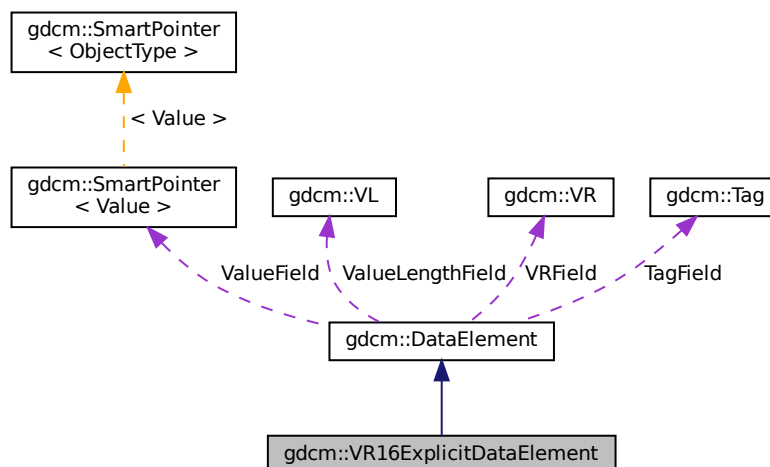 gdcm::SmartPointer
< ObjectType >
< Value >
gdcm::SmartPointer
< Value >
gdcm::VL
gdcm::VR
gdcm::Tag
ValueField
ValueLengthField
VRField
TagField
gdcm::DataElement
gdcm::VR16ExplicitDataElement